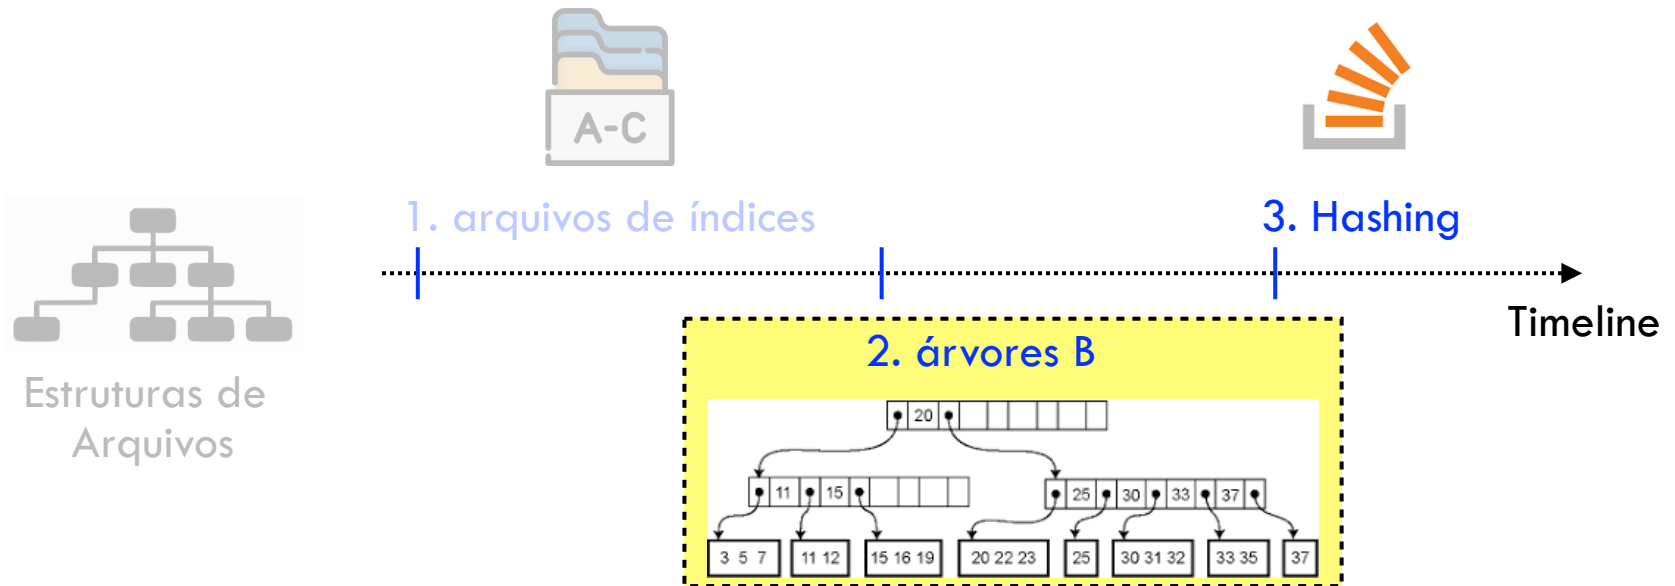 A-C
1. arquivos de índices
3. Hashing
Timeline
Estruturas de
Arquivos
2. árvores B
20
11 15
25 30 33 37
3 5 7 11 12 15 16 19 20 22 23 25 30 31 32 33 35 37